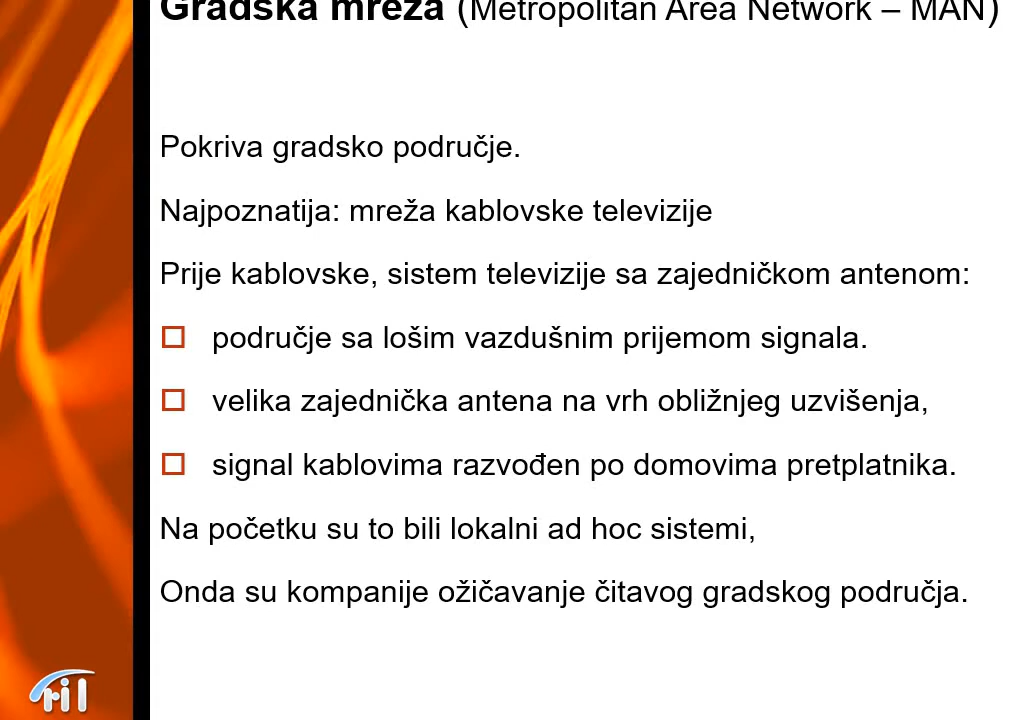 Gradska mreža (Metropolitan Area Network – MAN)
Pokriva gradsko područje.
Najpoznatija: mreža kablovske televizije
Prije kablovske, sistem televizije sa zajedničkom antenom:
područje sa lošim vazdušnim prijemom signala.
velika zajednička antena na vrh obližnjeg uzvišenja,
signal kablovima razvođen po domovima pretplatnika.
Na početku su to bili lokalni ad hoc sistemi,
Onda su kompanije ožičavanje čitavog gradskog područja.
ril